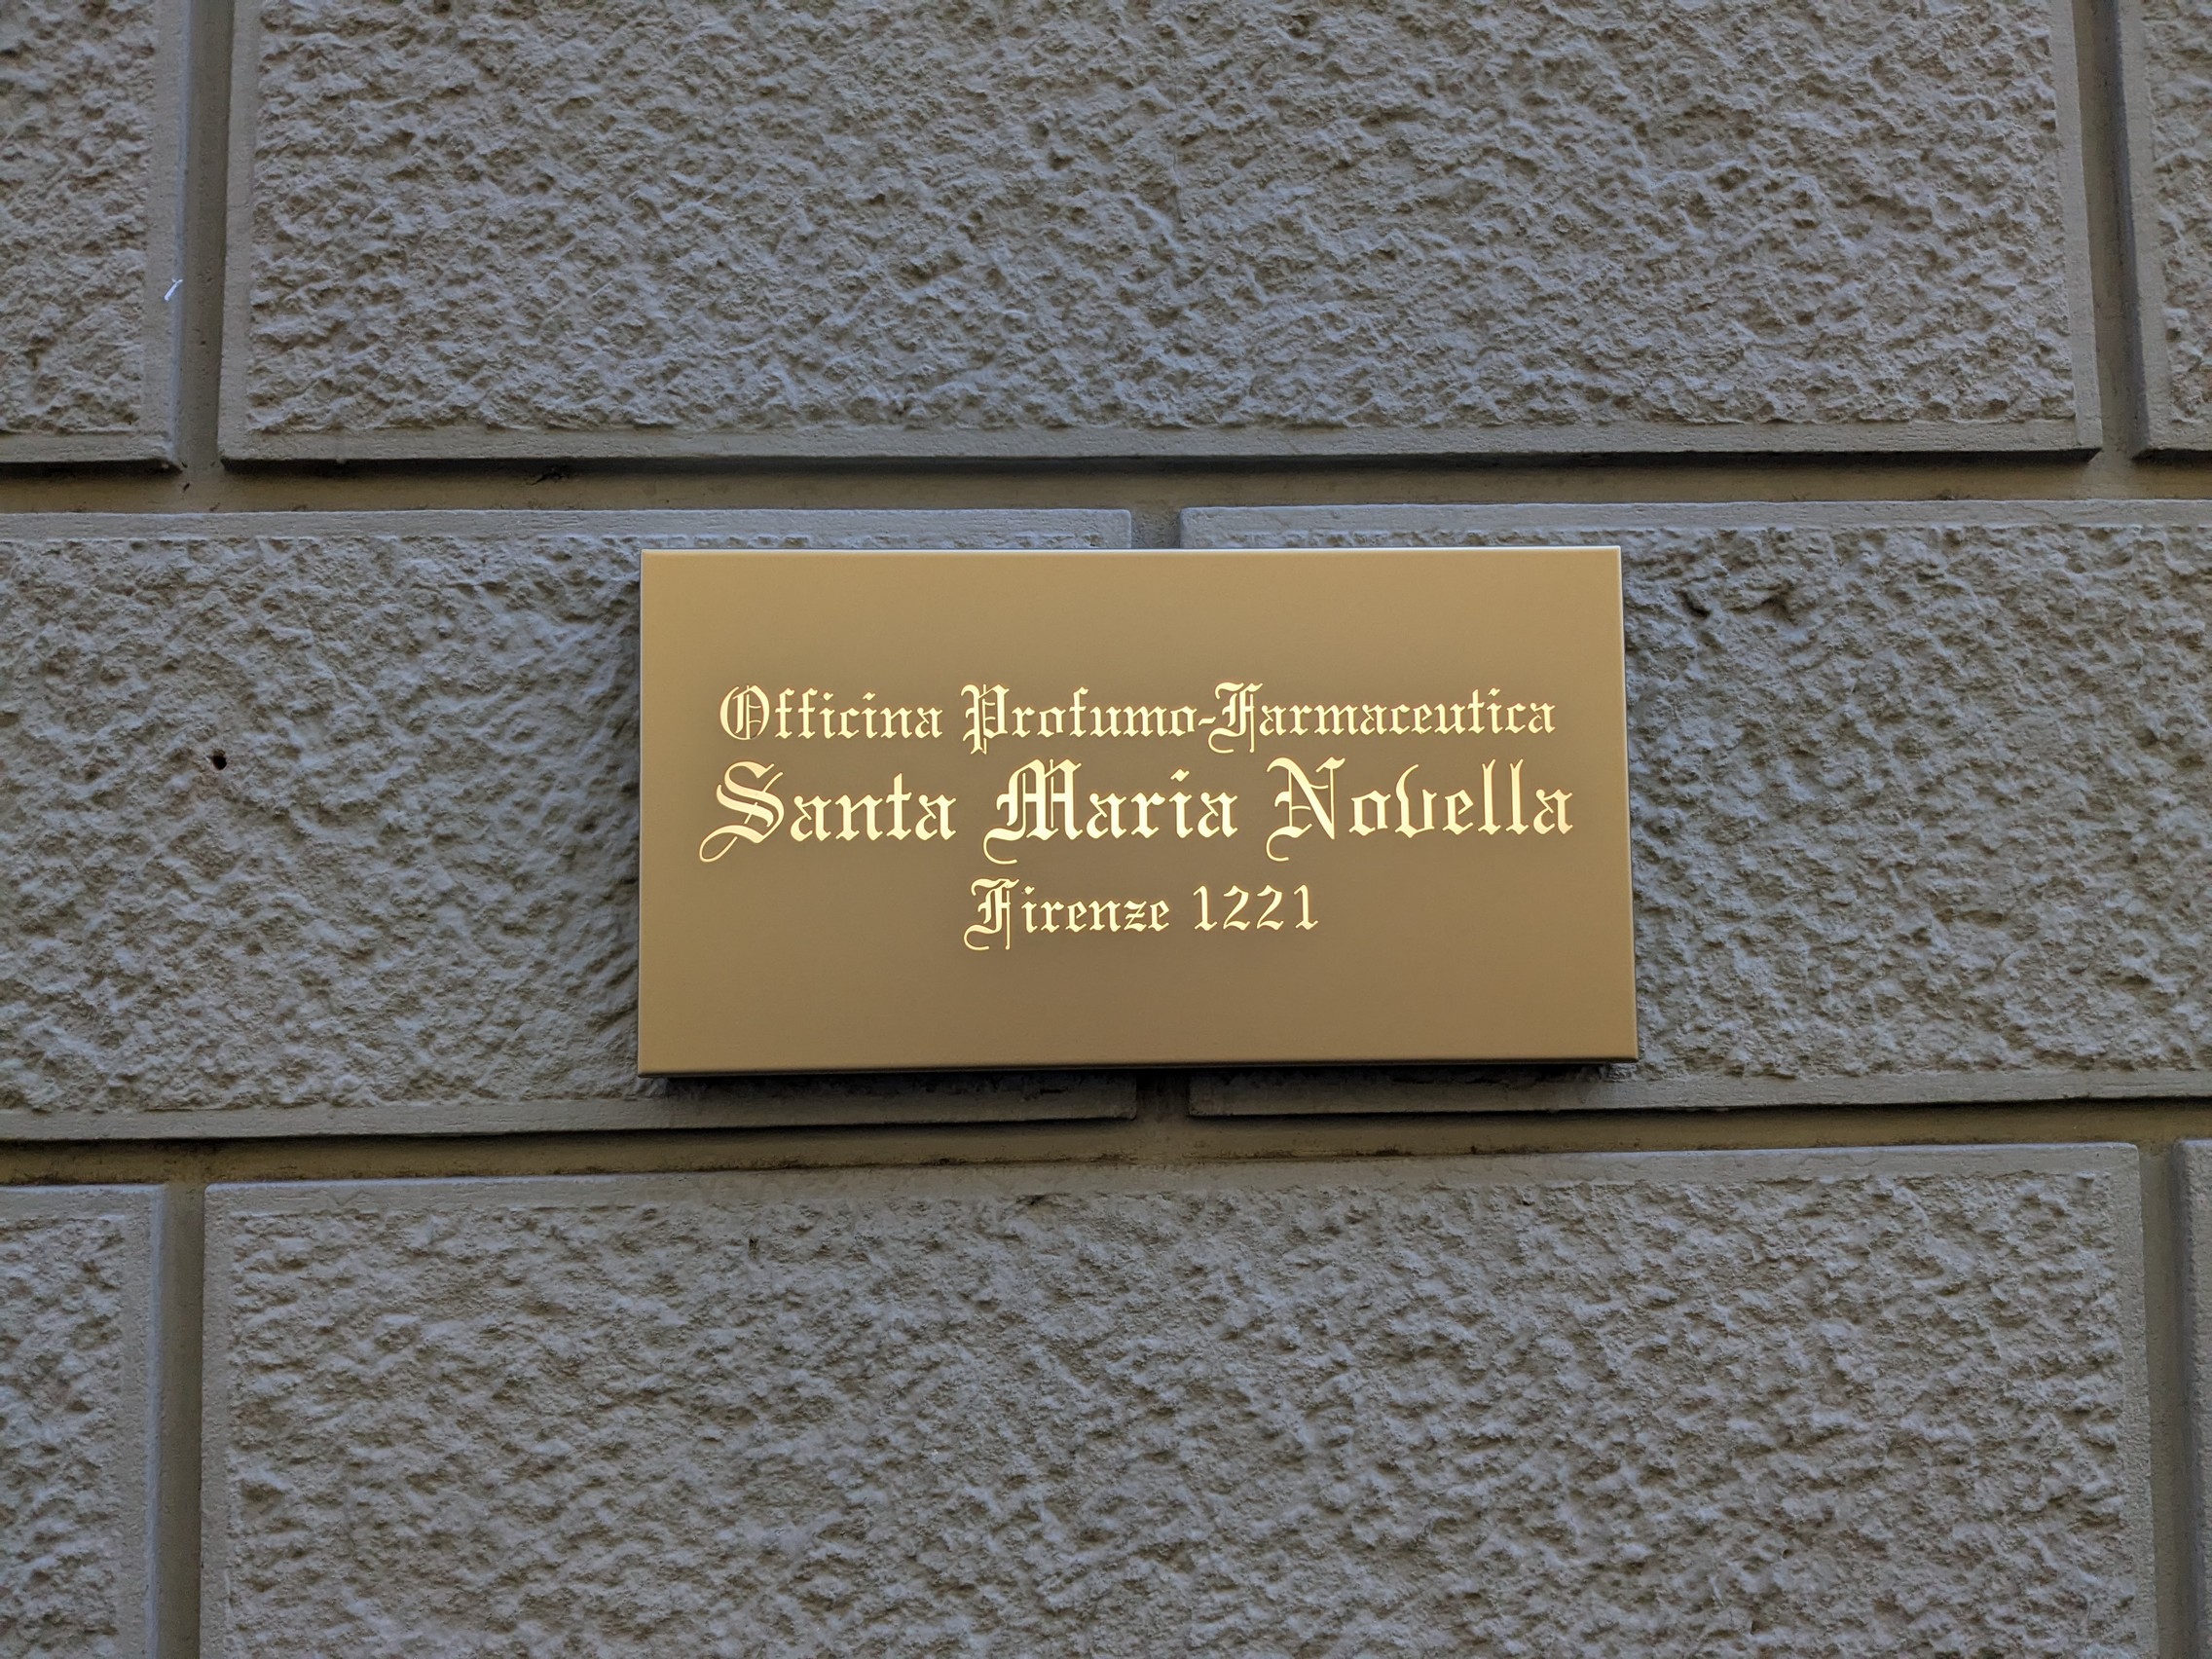 Officina Profumo-Farmaceutica
Santa Maria Novella
Firenze 1221